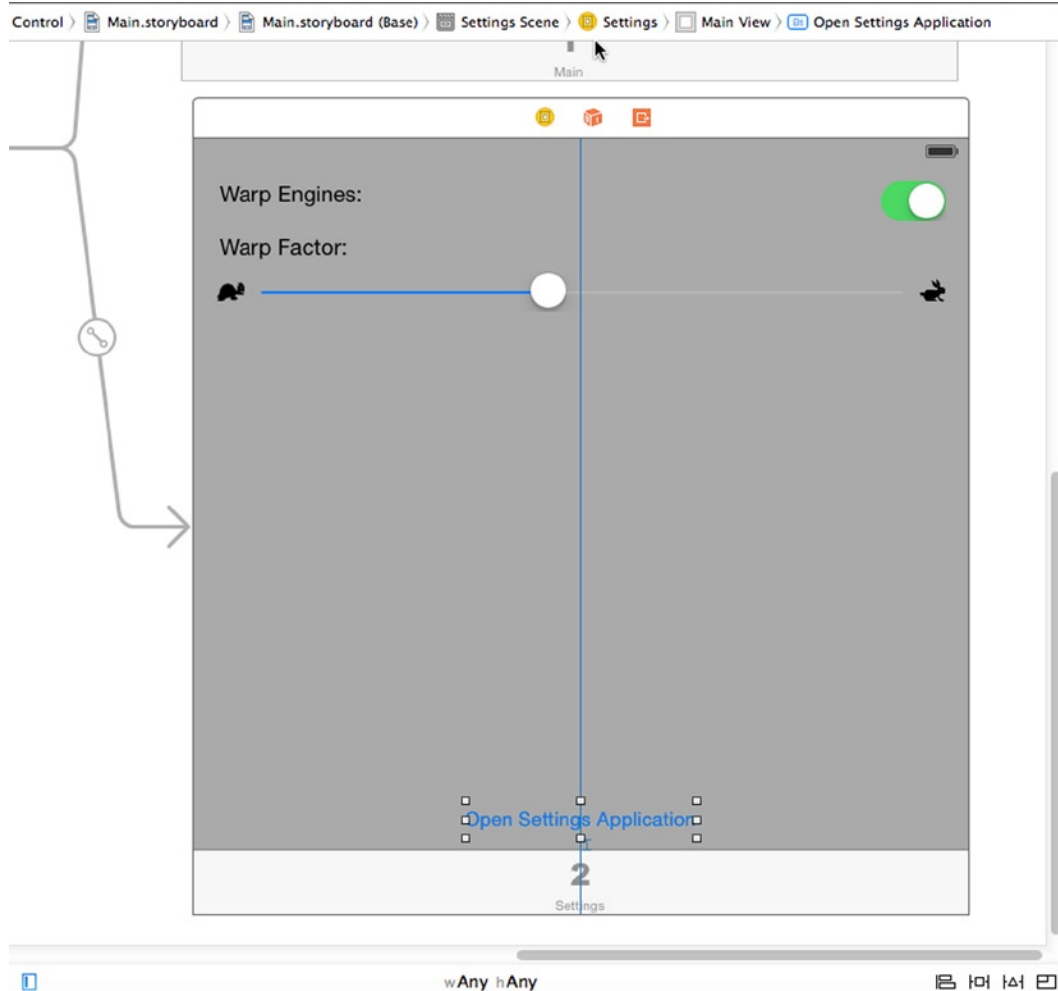 Control 〉 Main.storyboard 〉 Main.storyboard (Base) 〉 Settings Scene 〉 Settings 〉 Main View 〉 Open Settings Application
Main
Warp Engines:
Warp Factor:
Open Settings Application
2
Settings
wAny hAny